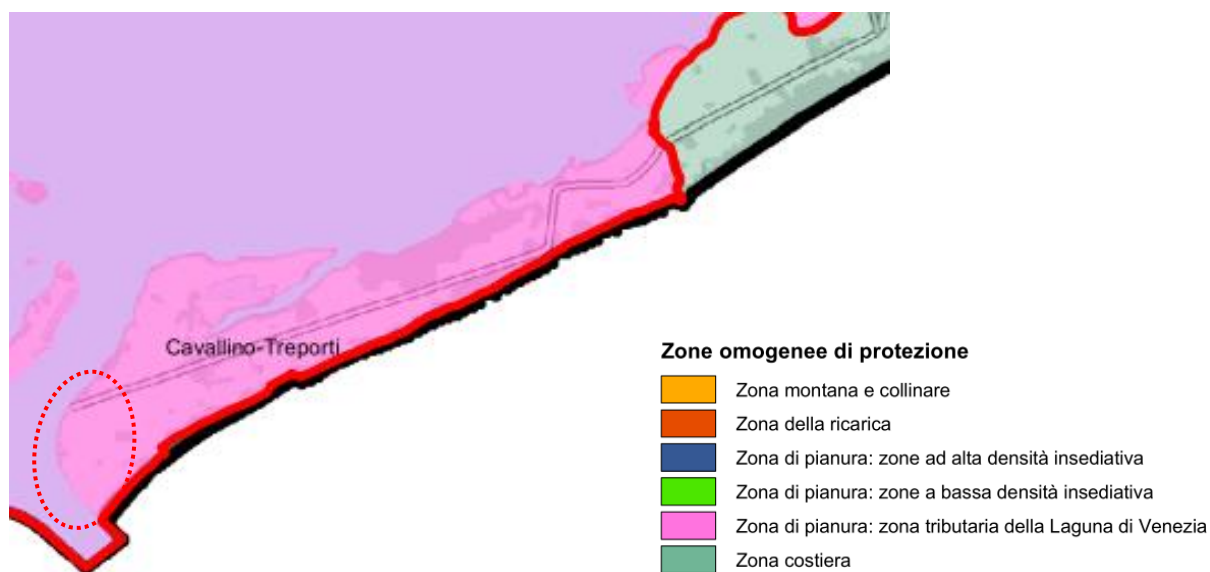 Cavallino-Treporti
Zone omogenee di protezione
Zona montana e collinare
Zona della ricarica
Zona di pianura: zone ad alta densità insediativa
Zona di pianura: zone a bassa densità insediativa
Zona di pianura: zona tributaria della Laguna di Venezia
Zona costiera